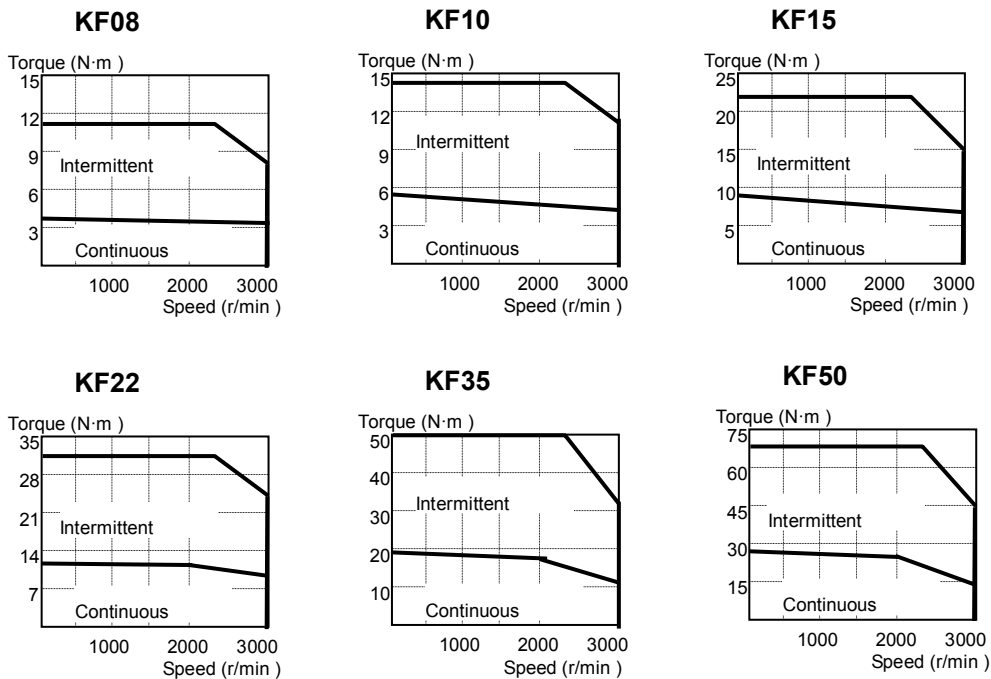 KF08
Torque (N·m )
15
12
9
6
3
Intermittent
Continuous
1000 2000 3000
Speed (r/min )
KF10
Torque (N·m )
15
12
9
6
3
Intermittent
Continuous
1000 2000 3000
Speed (r/min )
KF15
Torque (N·m )
25
20
15
10
5
Intermittent
Continuous
1000 2000 3000
Speed (r/min )
KF22
Torque (N·m )
35
28
21
14
7
Intermittent
Continuous
1000 2000 3000
Speed (r/min )
KF35
Torque (N·m )
50
40
30
20
10
Intermittent
Continuous
1000 2000 3000
Speed (r/min )
KF50
Torque (N·m )
75
60
45
30
15
Intermittent
Continuous
1000 2000 3000
Speed (r/min )